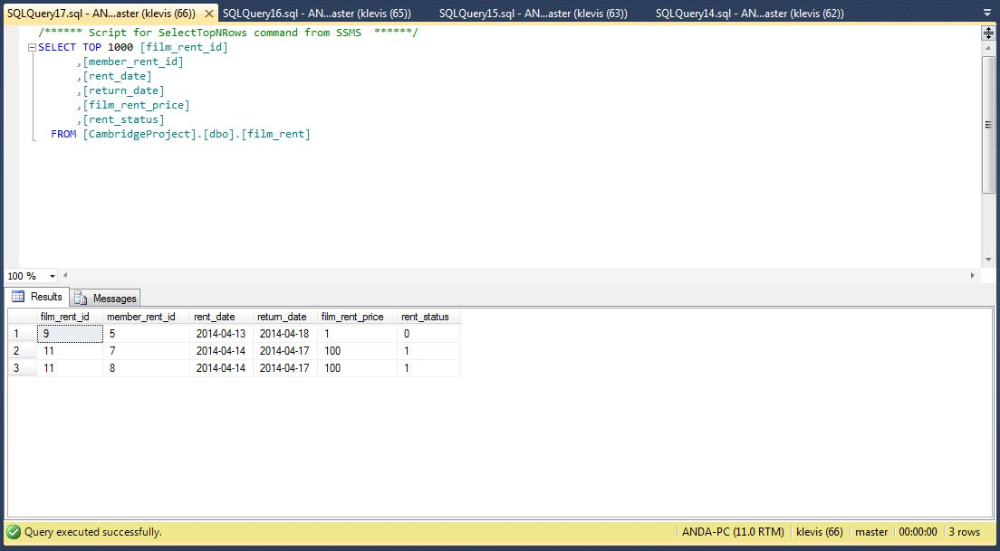 SQLQuery17.sql - AN...aster (klevis (66)) SQLQuery16.sql - AN...aster (klevis (65)) SQLQuery15.sql - AN...aster (klevis (63)) SQLQuery14.sql - AN...aster (klevis (62))
/****** Script for SelectTopNRows command from SSMS ******/
SELECT TOP 1000 [film_rent_id]
,[member_rent_id]
,[rent_date]
,[return_date]
,[film_rent_price]
,[rent_status]
FROM [CambridgeProject].[dbo].[film_rent]
100 %
Results Messages
film_rent_id member_rent_id rent_date return_date film_rent_price rent_status
1 9 5 2014-04-13 2014-04-18 1 0
2 11 7 2014-04-14 2014-04-17 100 1
3 11 8 2014-04-14 2014-04-17 100 1
Query executed successfully. ANDA-PC (11.0 RTM) klevis (66) master 00:00:00 3 rows